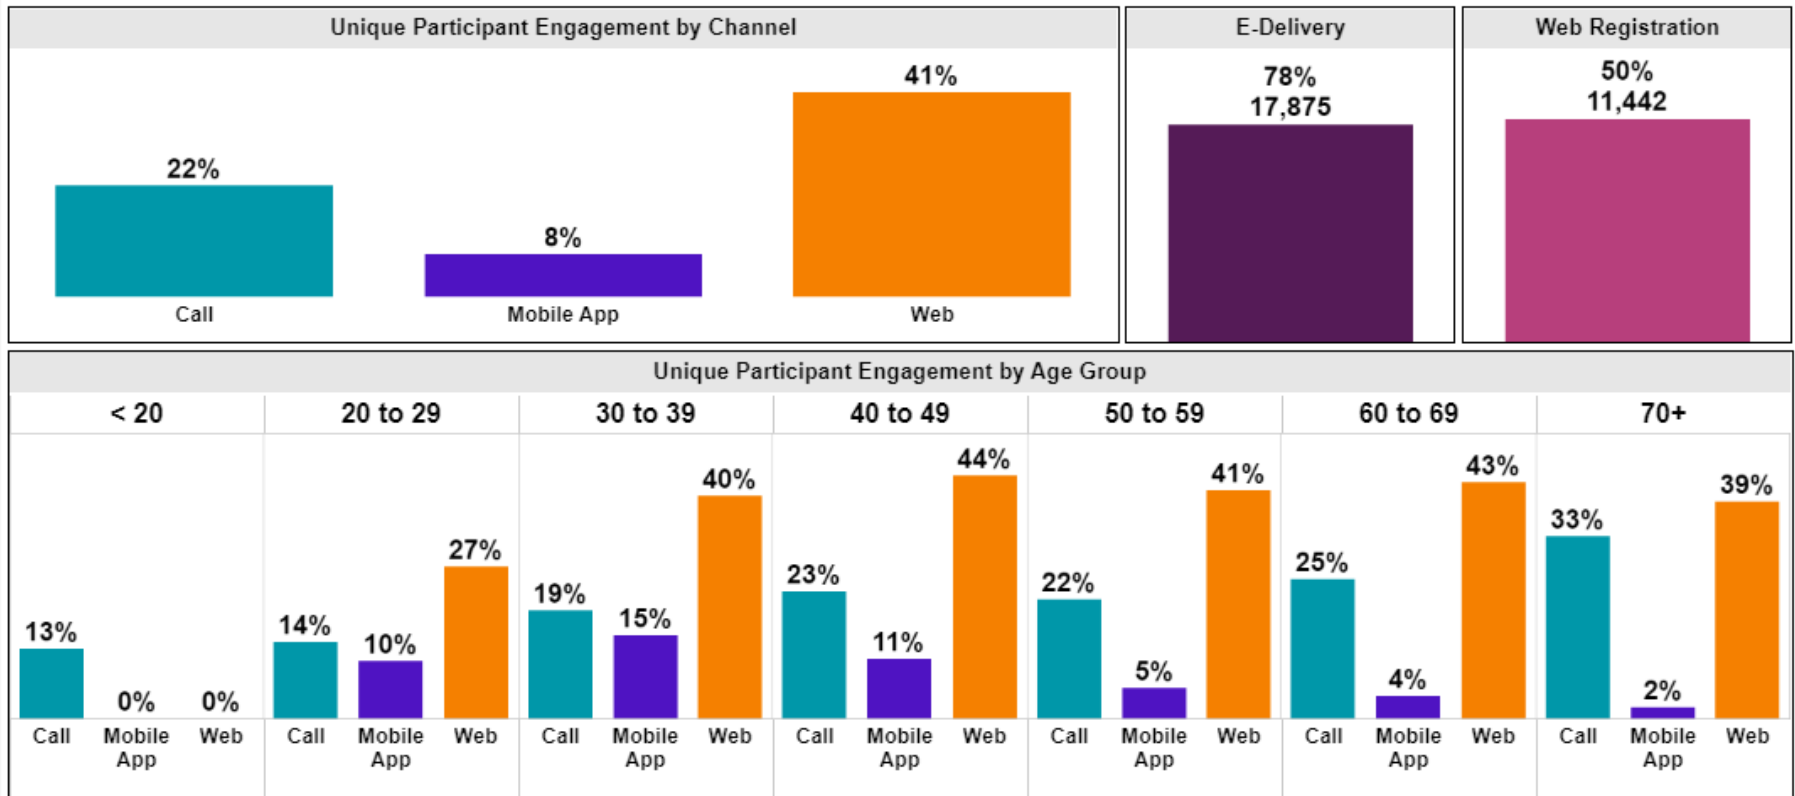 Unique Participant Engagement by Channel
22%
8%
41%
Call
Mobile App
Web
E-Delivery
78%
17,875
Web Registration
50%
11,442
Unique Participant Engagement by Age Group
< 20
13%
0%
0%
Call
Mobile
App
Web
20 to 29
14%
10%
27%
Call
Mobile
App
Web
30 to 39
19%
15%
40%
Call
Mobile
App
Web
40 to 49
23%
11%
44%
Call
Mobile
App
Web
50 to 59
22%
5%
41%
Call
Mobile
App
Web
60 to 69
25%
4%
43%
Call
Mobile
App
Web
70+
33%
2%
39%
Call
Mobile
App
Web